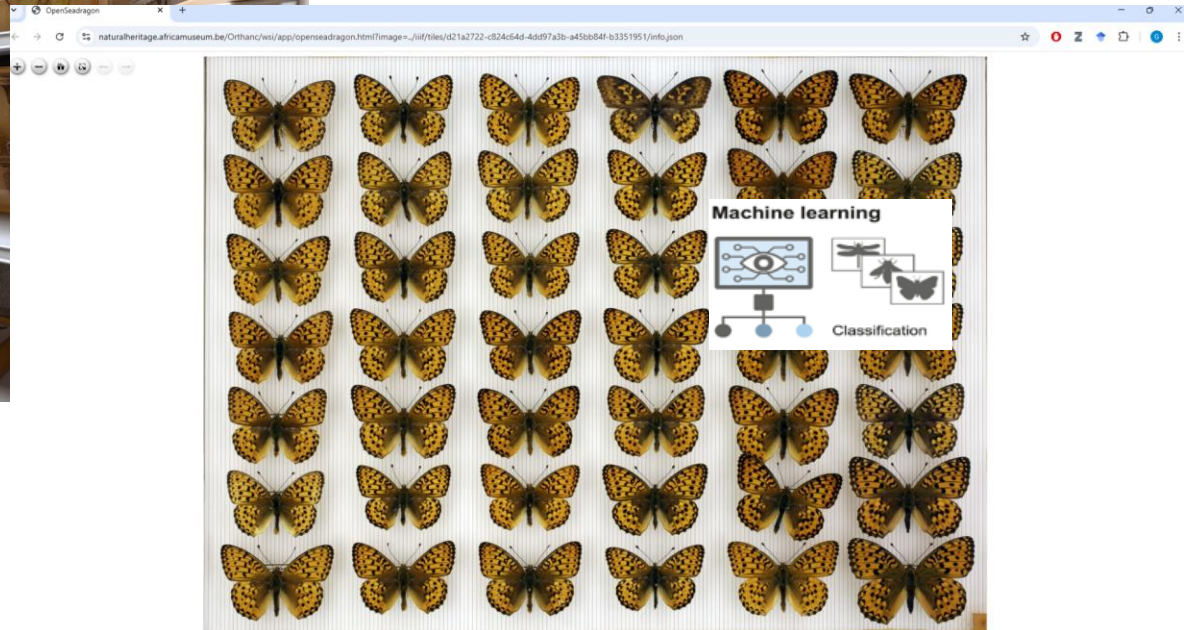 OpenSeadragon
naturalheritage.africamuseum.be/Orthanc/wsi/app/openseadragon.html?image=../iiif/tiles/d21a2722-c824c64d-4dd97a3b-a45bb84f-b3351951/info.json
Machine learning
Classification